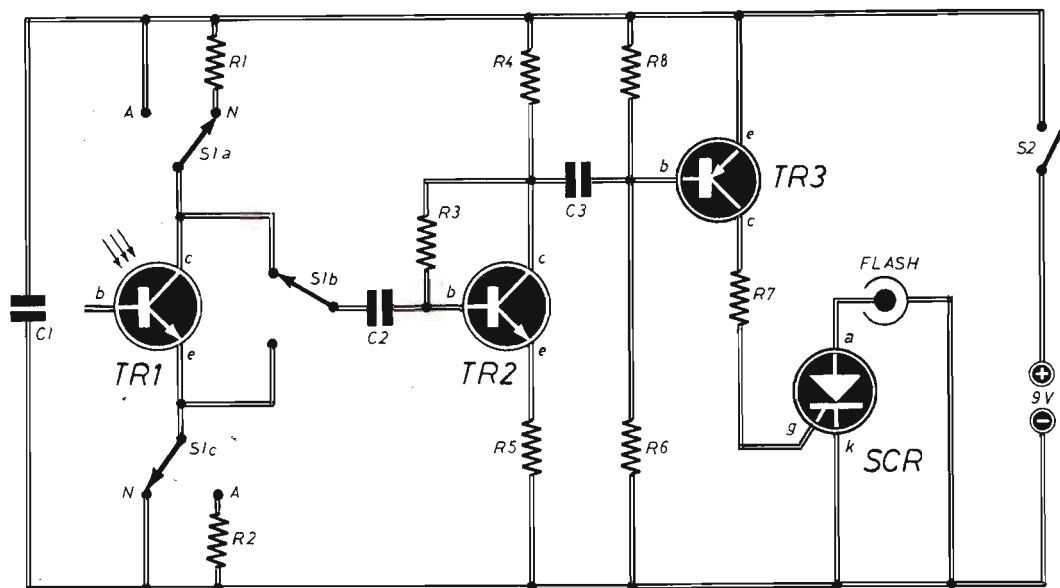 R1
R4
R8
A
N
S1a
S2
b
e
TR3
c
C3
R3
c
b
S1b
C1
e
TR1
C2
b
c
e
TR2
R7
FLASH
a
+
9V
−
g
k
SCR
S1c
N
A
R2
R5
R6